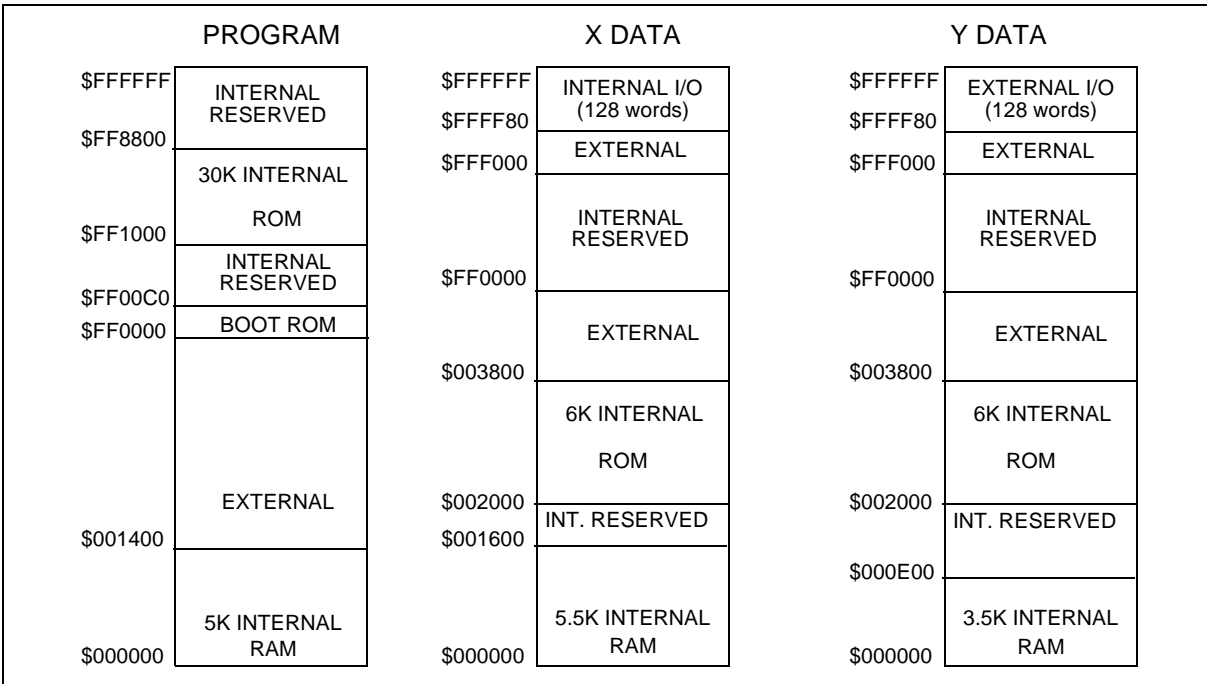 PROGRAM
$FFFFFF
INTERNAL
RESERVED
$FF8800
30K INTERNAL
ROM
$FF1000
INTERNAL
RESERVED
$FF00C0
BOOT ROM
$FF0000
EXTERNAL
$001400
5K INTERNAL
RAM
$000000
X DATA
$FFFFFF
INTERNAL I/O
(128 words)
$FFFF80
EXTERNAL
$FFF000
INTERNAL
RESERVED
$FF0000
EXTERNAL
$003800
6K INTERNAL
ROM
$002000
INT. RESERVED
$001600
5.5K INTERNAL
RAM
$000000
Y DATA
$FFFFFF
EXTERNAL I/O
(128 words)
$FFFF80
EXTERNAL
$FFF000
INTERNAL
RESERVED
$FF0000
EXTERNAL
$003800
6K INTERNAL
ROM
$002000
INT. RESERVED
$000E00
3.5K INTERNAL
RAM
$000000